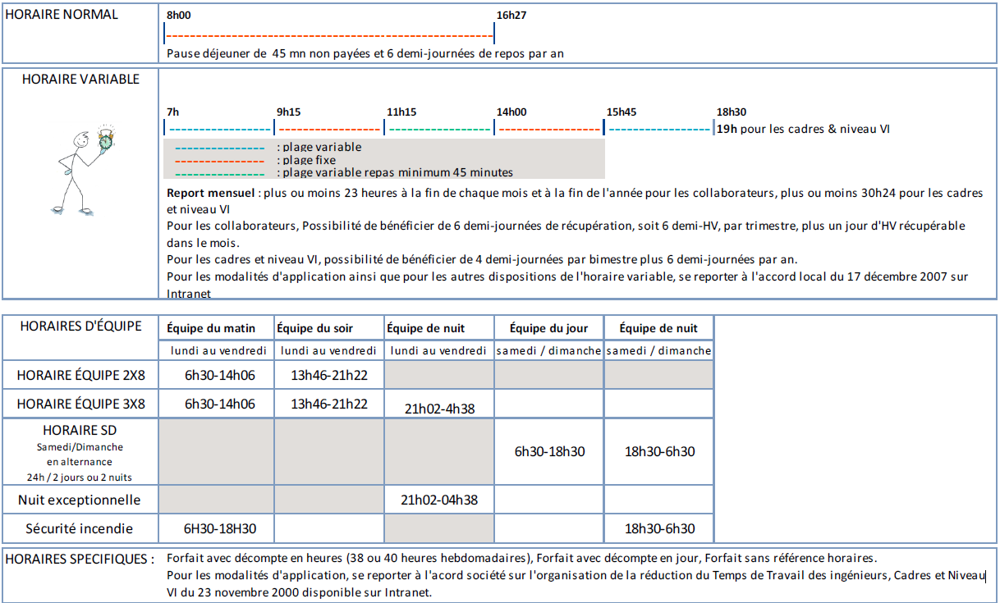 HORAIRE NORMAL
8h00 16h27
Pause déjeuner de 45 mn non payées et 6 demi-journées de repos par an
HORAIRE VARIABLE
7h 9h15 11h15 14h00 15h45 18h30
19h pour les cadres & niveau VI
: plage variable
: plage fixe
: plage variable repas minimum 45 minutes
Report mensuel : plus ou moins 23 heures à la fin de chaque mois et à la fin de l'année pour les collaborateurs, plus ou moins 30h24 pour les cadres
et niveau VI
Pour les collaborateurs, Possibilité de bénéficier de 6 demi-journées de récupération, soit 6 demi-HV, par trimestre, plus un jour d'HV récupérable
dans le mois.
Pour les cadres et niveau VI, possibilité de bénéficier de 4 demi-journées par bimestre plus 6 demi-journées par an.
Pour les modalités d'application ainsi que pour les autres dispositions de l'horaire variable, se reporter à l'accord local du 17 décembre 2007 sur
Intranet
HORAIRES D'ÉQUIPE Équipe du matin Équipe du soir Équipe de nuit Équipe du jour Équipe de nuit
lundi au vendredi lundi au vendredi lundi au vendredi samedi / dimanche samedi / dimanche
HORAIRE ÉQUIPE 2X8 6h30-14h06 13h46-21h22
HORAIRE ÉQUIPE 3X8 6h30-14h06 13h46-21h22 21h02-4h38
HORAIRE SD
Samedi/Dimanche
en alternance
24h / 2 jours ou 2 nuits
6h30-18h30 18h30-6h30
Nuit exceptionnelle 21h02-04h38
Sécurité incendie 6H30-18H30 18h30-6h30
HORAIRES SPECIFIQUES : Forfait avec décompte en heures (38 ou 40 heures hebdomadaires), Forfait avec décompte en jour, Forfait sans référence horaires.
Pour les modalités d'application, se reporter à l'acord société sur l'organisation de la réduction du Temps de Travail des ingénieurs, Cadres et Niveau
VI du 23 novembre 2000 disponible sur Intranet.